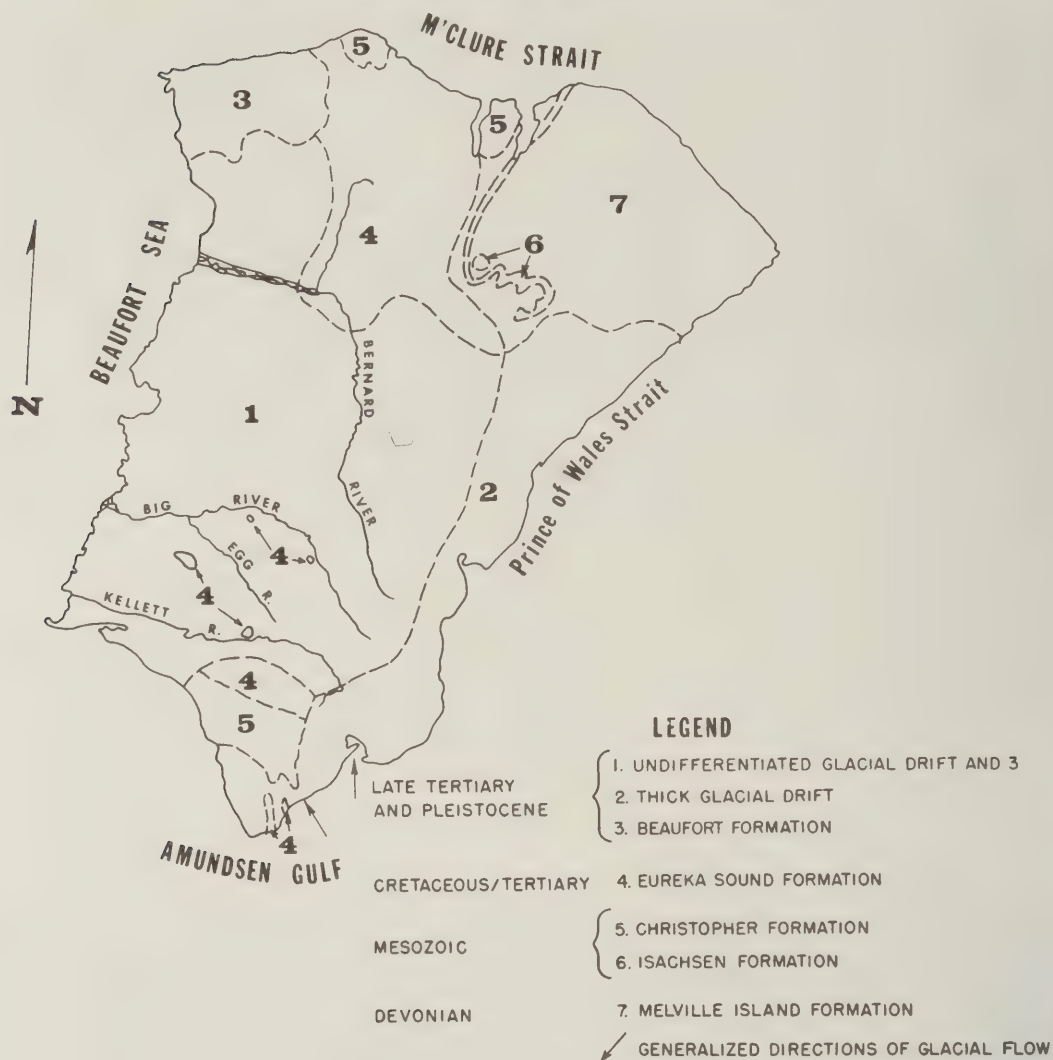 M'CLURE STRAIT
5
3
5
7
4
6
N
BEAUFORT SEA
BERNARD RIVER
1
2
Prince of Wales Strait
BIG RIVER
EGG R.
4
4
KELLETT R.
4
5
4
AMUNDSEN GULF
LEGEND
LATE TERTIARY
AND PLEISTOCENE
1. UNDIFFERENTIATED GLACIAL DRIFT AND 3
2. THICK GLACIAL DRIFT
3. BEAUFORT FORMATION
CRETACEOUS/TERTIARY 4. EUREKA SOUND FORMATION
MESOZOIC
5. CHRISTOPHER FORMATION
6. ISACHSEN FORMATION
DEVONIAN 7. MELVILLE ISLAND FORMATION
GENERALIZED DIRECTIONS OF GLACIAL FLOW